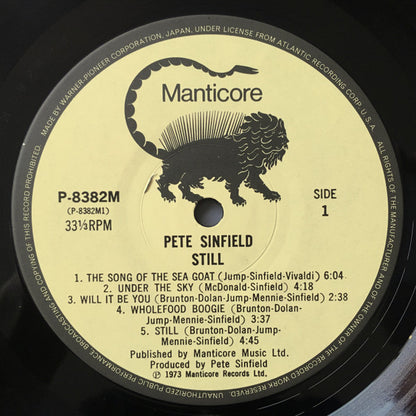 MADE BY WARNER-PIONEER CORPORATION, JAPAN, UNDER LICENSE FROM ATLANTIC RECORDING CORP. U.S.A.
UNAUTHORIZED PUBLIC PERFORMANCE BROADCASTING AND COPYING OF THIS RECORD PROHIBITED.
ALL RIGHTS OF THE MANUFACTURER AND OF THE OWNER OF THE RECORDED WORK RESERVED.
Manticore
P-8382M
(P-8382M1)
33⅓RPM
SIDE
1
PETE SINFIELD
STILL
1. THE SONG OF THE SEA GOAT (Jump-Sinfield-Vivaldi) 6:04
2. UNDER THE SKY (McDonald-Sinfield) 4:18
3. WILL IT BE YOU (Brunton-Dolan-Jump-Mennie-Sinfield) 2:38
4. WHOLEFOOD BOOGIE (Brunton-Dolan-
Jump-Mennie-Sinfield) 3:37
5. STILL (Brunton-Dolan-Jump-
Mennie-Sinfield) 4:45
Published by Manticore Music Ltd.
Produced by Pete Sinfield
℗ 1973 Manticore Records Ltd.